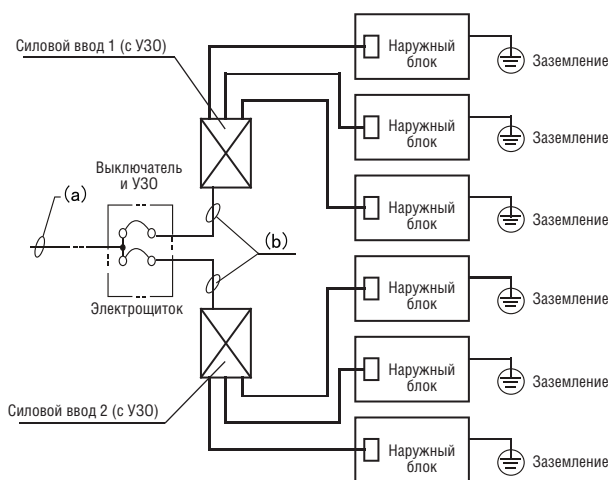 Силовой ввод 1 (с УЗО)
Наружный
блок
Заземление
Наружный
блок
Заземление
Выключатель
и УЗО
(a)
Наружный
блок
Заземление
(b)
Наружный
блок
Заземление
Электрощиток
Наружный
блок
Заземление
Силовой ввод 2 (с УЗО)
Наружный
блок
Заземление